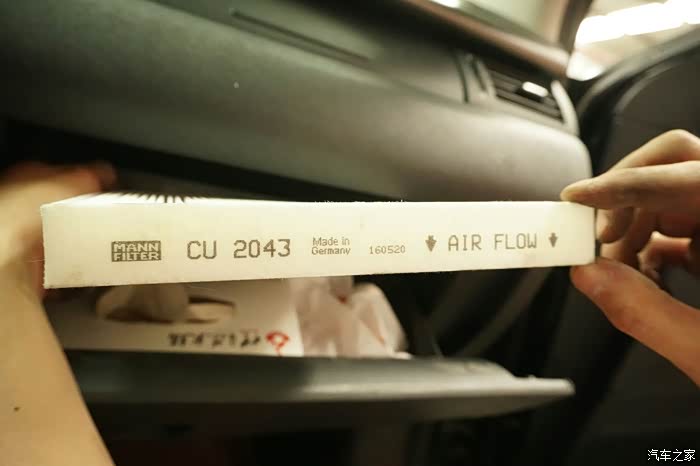 MANN
FILTER
CU 2043
Made in
Germany
160520
AIR FLOW
汽车之家